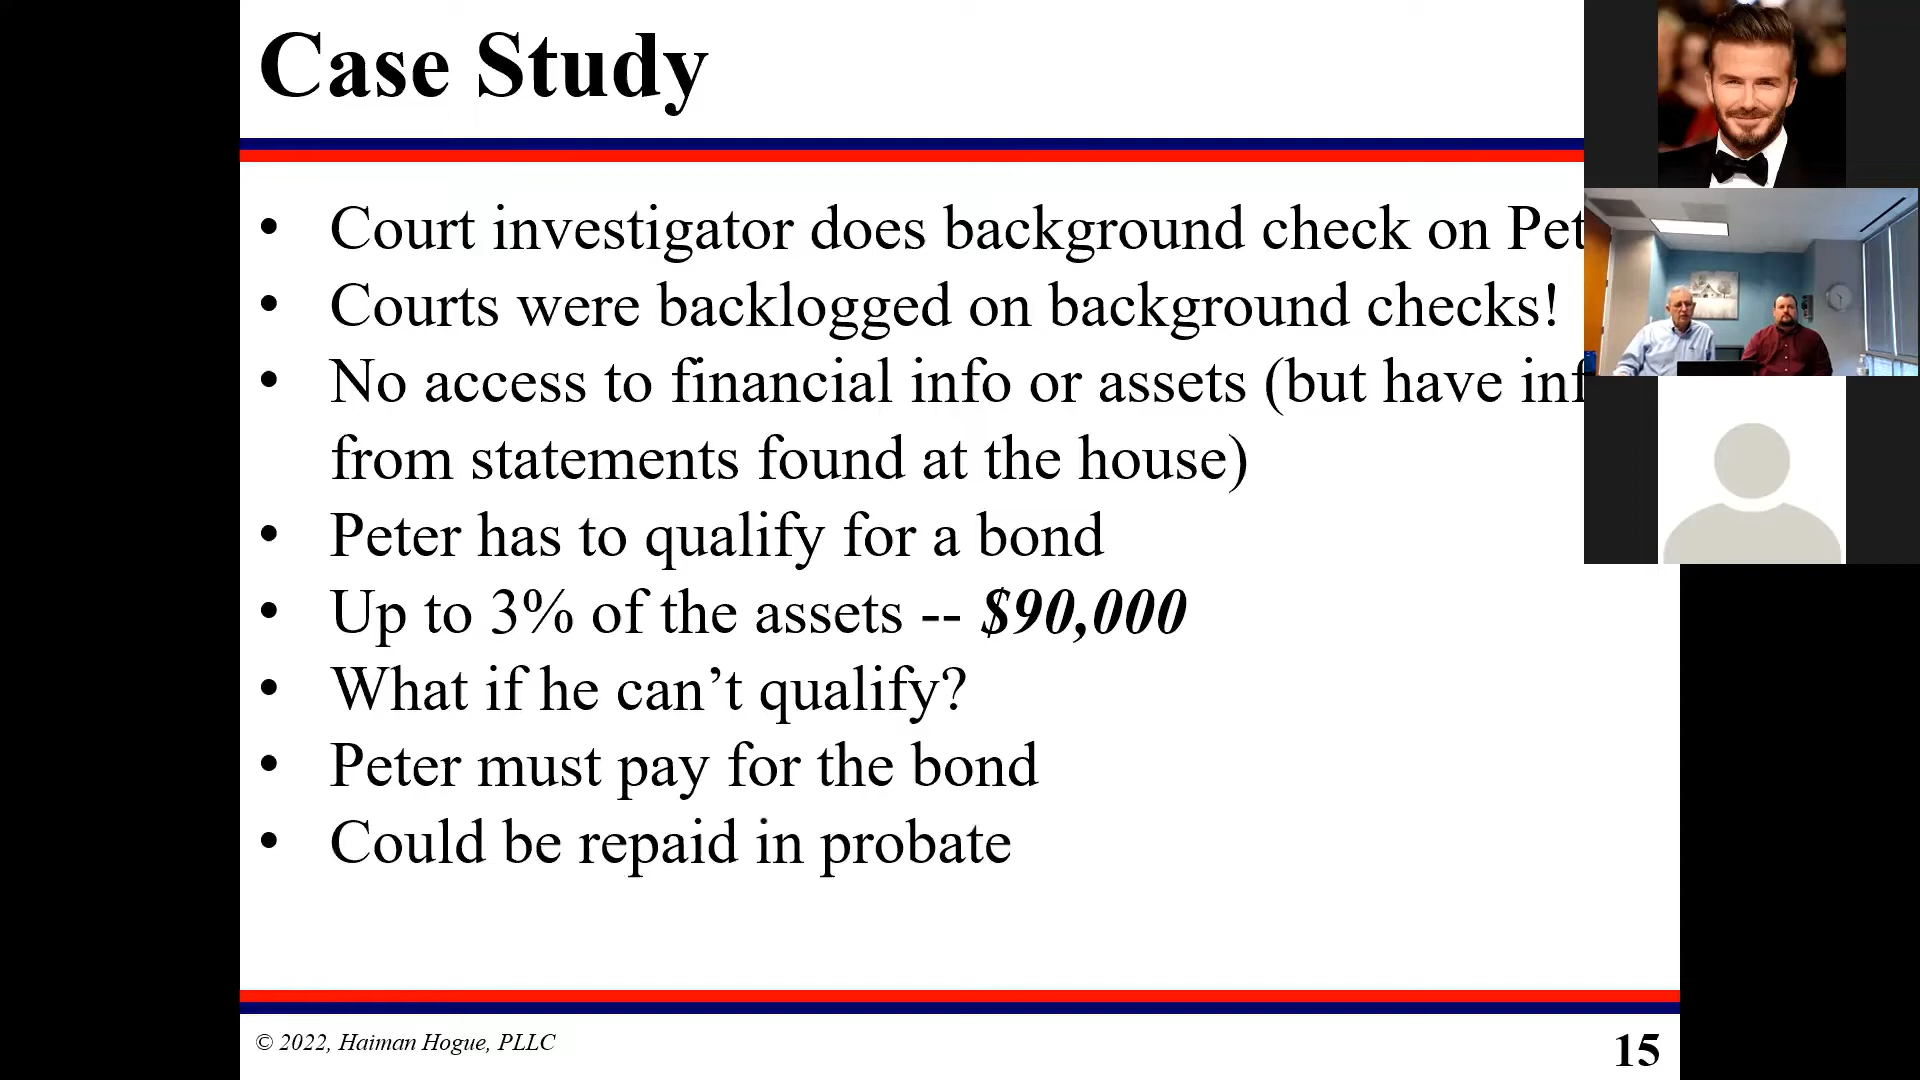 Case Study
• Court investigator does background check on Pet
• Courts were backlogged on background checks!
• No access to financial info or assets (but have inf
from statements found at the house)
• Peter has to qualify for a bond
• Up to 3% of the assets -- $90,000
• What if he can’t qualify?
• Peter must pay for the bond
• Could be repaid in probate
© 2022, Haiman Hogue, PLLC
15